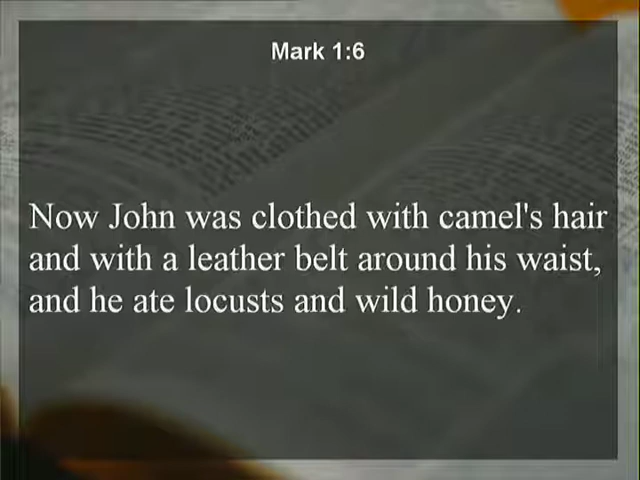 Mark 1:6
Now John was clothed with camel's hair
and with a leather belt around his waist,
and he ate locusts and wild honey.